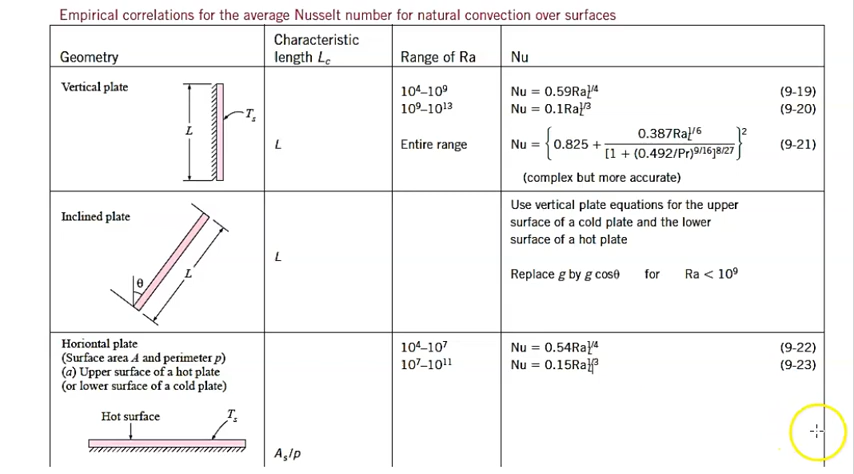 Empirical correlations for the average Nusselt number for natural convection over surfaces
Geometry
Characteristic
length Lc
Range of Ra
Nu
Vertical plate
L
Ts
L
10⁴–10⁹
10⁹–10¹³
Entire range
Nu = 0.59Ra_L^1/4 (9-19)
Nu = 0.1Ra_L^1/3 (9-20)
Nu = {0.825 + 0.387Ra_L^1/6 / [1 + (0.492/Pr)^9/16]^8/27}² (9-21)
(complex but more accurate)
Inclined plate
θ
L
L
Use vertical plate equations for the upper
surface of a cold plate and the lower
surface of a hot plate
Replace g by g cosθ for Ra < 10⁹
Horiontal plate
(Surface area A and perimeter p)
(a) Upper surface of a hot plate
(or lower surface of a cold plate)
Hot surface
Ts
As/p
10⁴–10⁷
10⁷–10¹¹
Nu = 0.54Ra_L^1/4 (9-22)
Nu = 0.15Ra_L^1/3 (9-23)